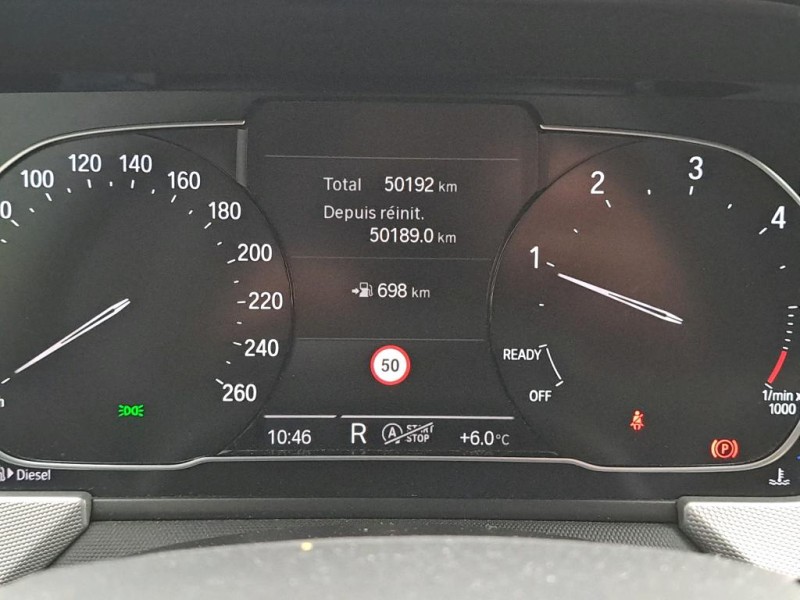 100
120
140
160
180
200
220
240
260
Total 50192 km
Depuis réinit.
50189.0 km
698 km
50
10:46 R A START STOP +6.0°C
1
2
3
4
READY
OFF
1/min x
1000
P
Diesel